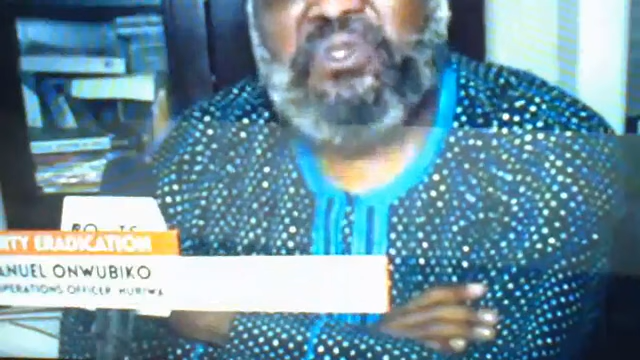 RTY ERADICATION
ANUEL ONWUBIKO
PERATIONS OFFICER HURIWA